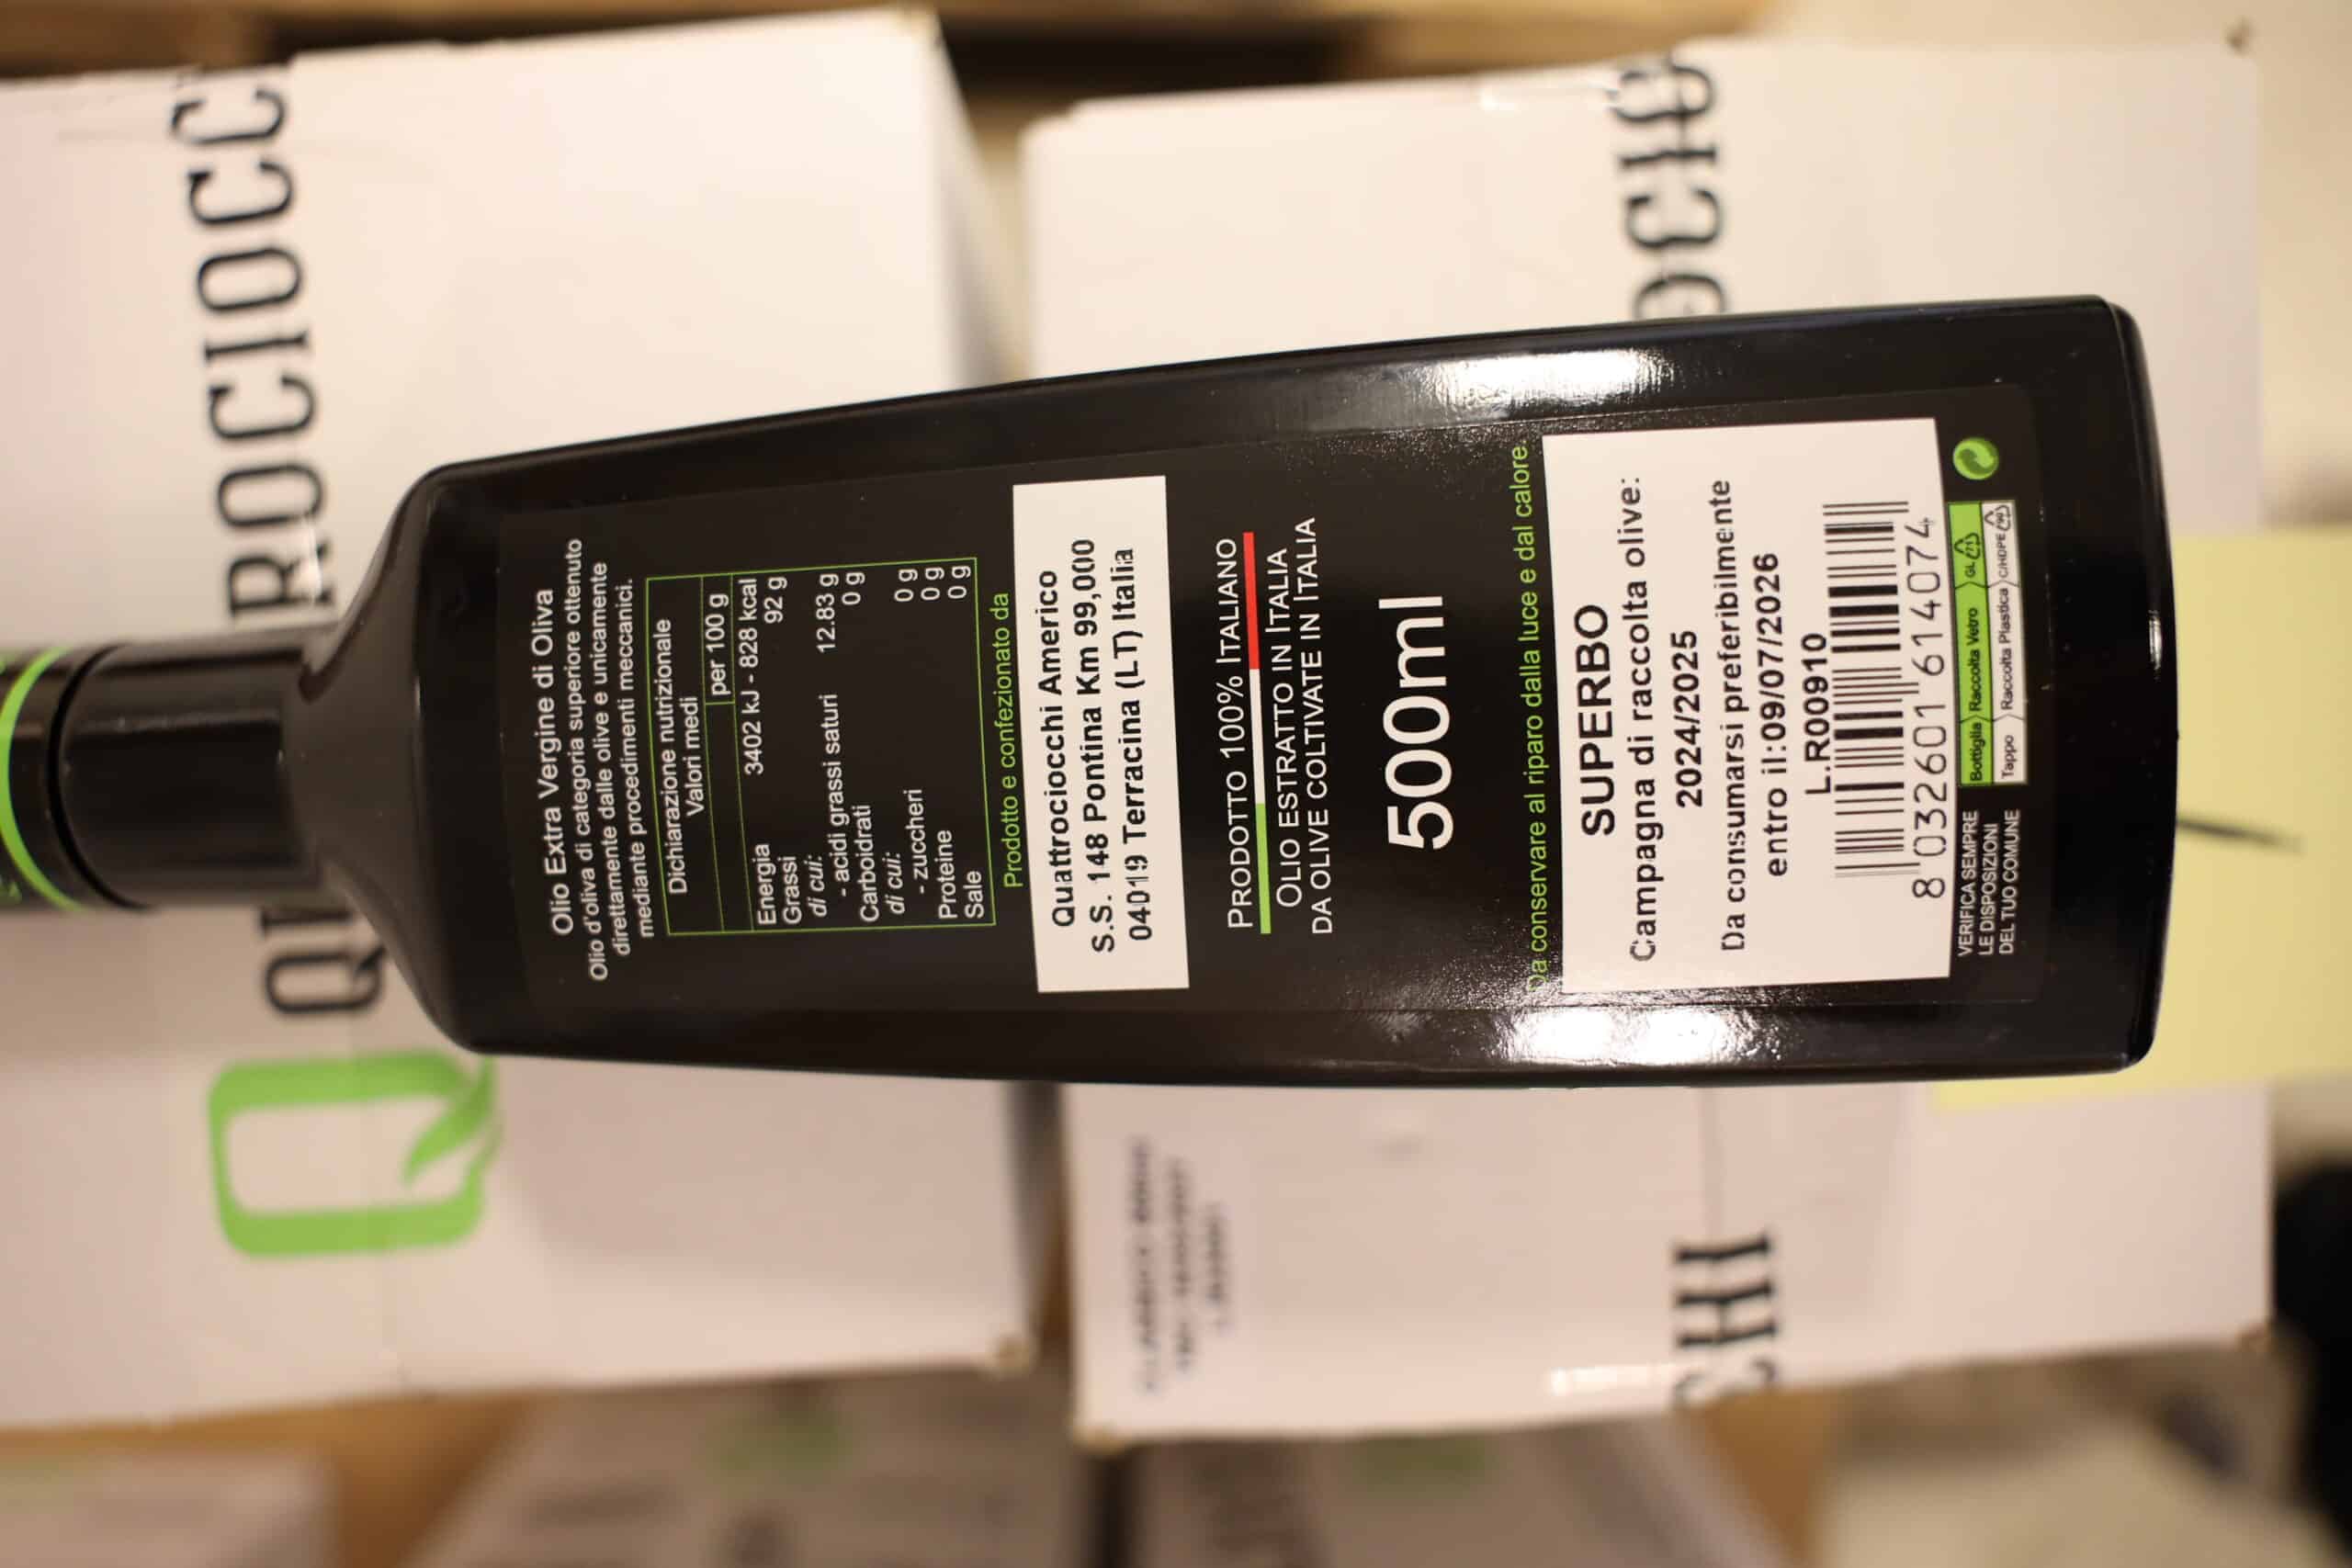 Olio Extra Vergine di Oliva
Olio d'oliva di categoria superiore ottenuto
direttamente dalle olive e unicamente
mediante procedimenti meccanici.
Dichiarazione nutrizionale
Valori medi
per 100 g
Energia 3402 kJ - 828 kcal
Grassi 92 g
di cui:
- acidi grassi saturi 12.83 g
Carboidrati 0 g
di cui:
- zuccheri 0 g
Proteine 0 g
Sale 0 g
Prodotto e confezionato da
Quattrociocchi Americo
S.S. 148 Pontina Km 99,000
04019 Terracina (LT) Italia
PRODOTTO 100% ITALIANO
OLIO ESTRATTO IN ITALIA
DA OLIVE COLTIVATE IN ITALIA
500ml
Da conservare al riparo dalla luce e dal calore.
SUPERBO
Campagna di raccolta olive:
2024/2025
Da consumarsi preferibilmente
entro il:09/07/2026
L.R00910
8 032601 614074
VERIFICA SEMPRE
LE DISPOSIZIONI
DEL TUO COMUNE
Bottiglia Raccolta Vetro GL
Tappo Raccolta Plastica C/HDPE
Q